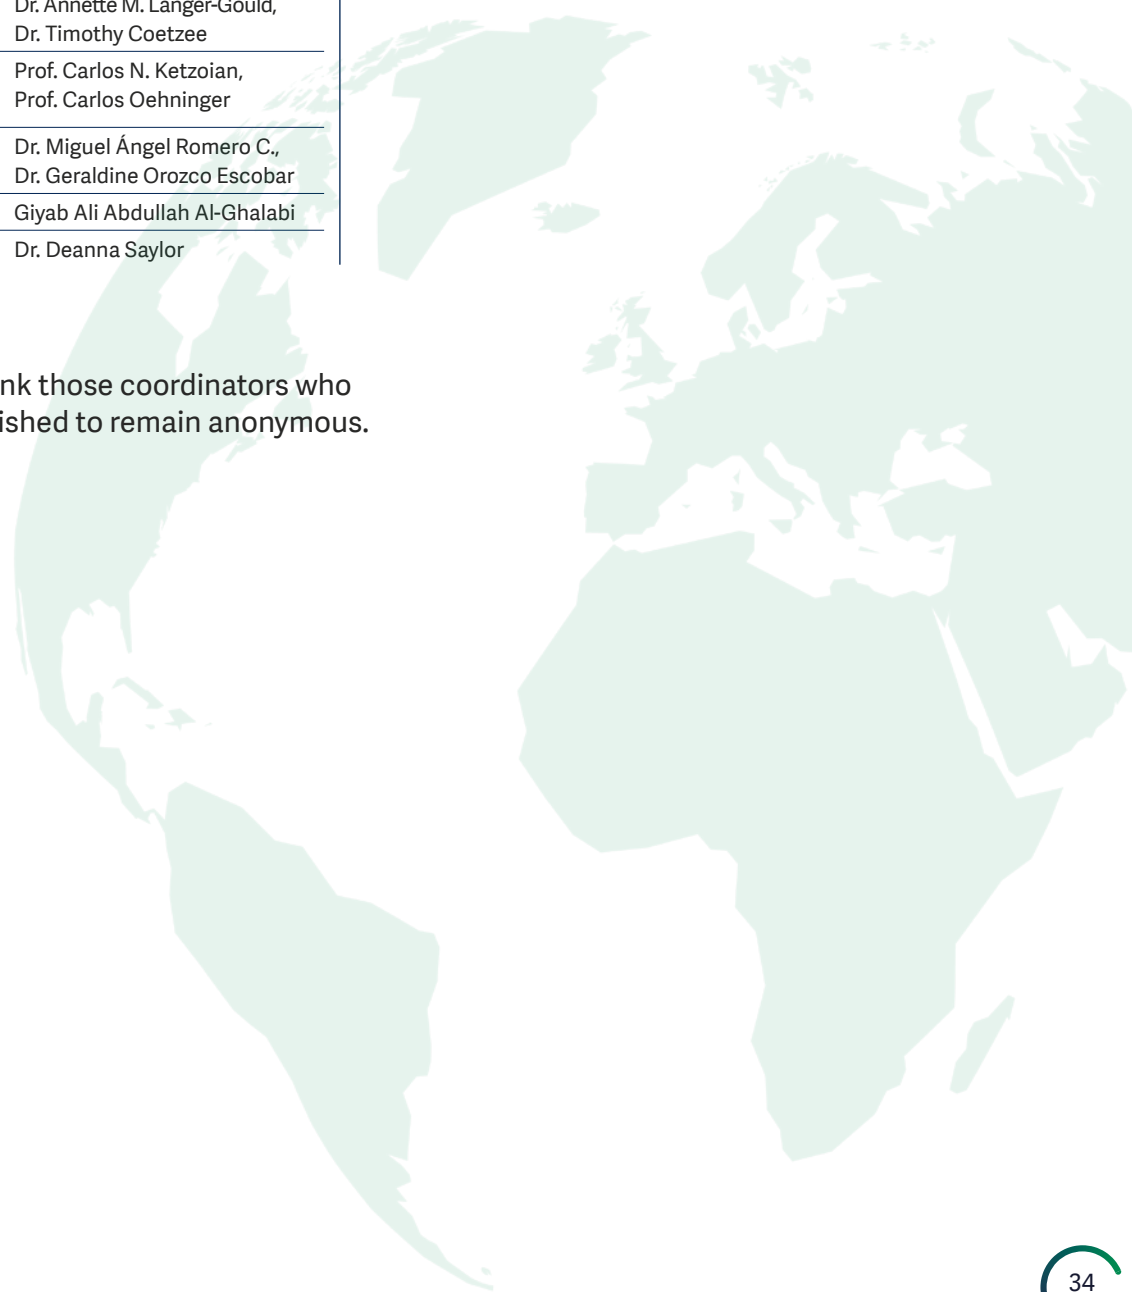 Dr. Annette M. Langer-Gould,
Dr. Timothy Coetzee
Prof. Carlos N. Ketzoian,
Prof. Carlos Oehninger
Dr. Miguel Ángel Romero C.,
Dr. Geraldine Orozco Escobar
Giyab Ali Abdullah Al-Ghalabi
Dr. Deanna Saylor
nk those coordinators who
ished to remain anonymous.
34